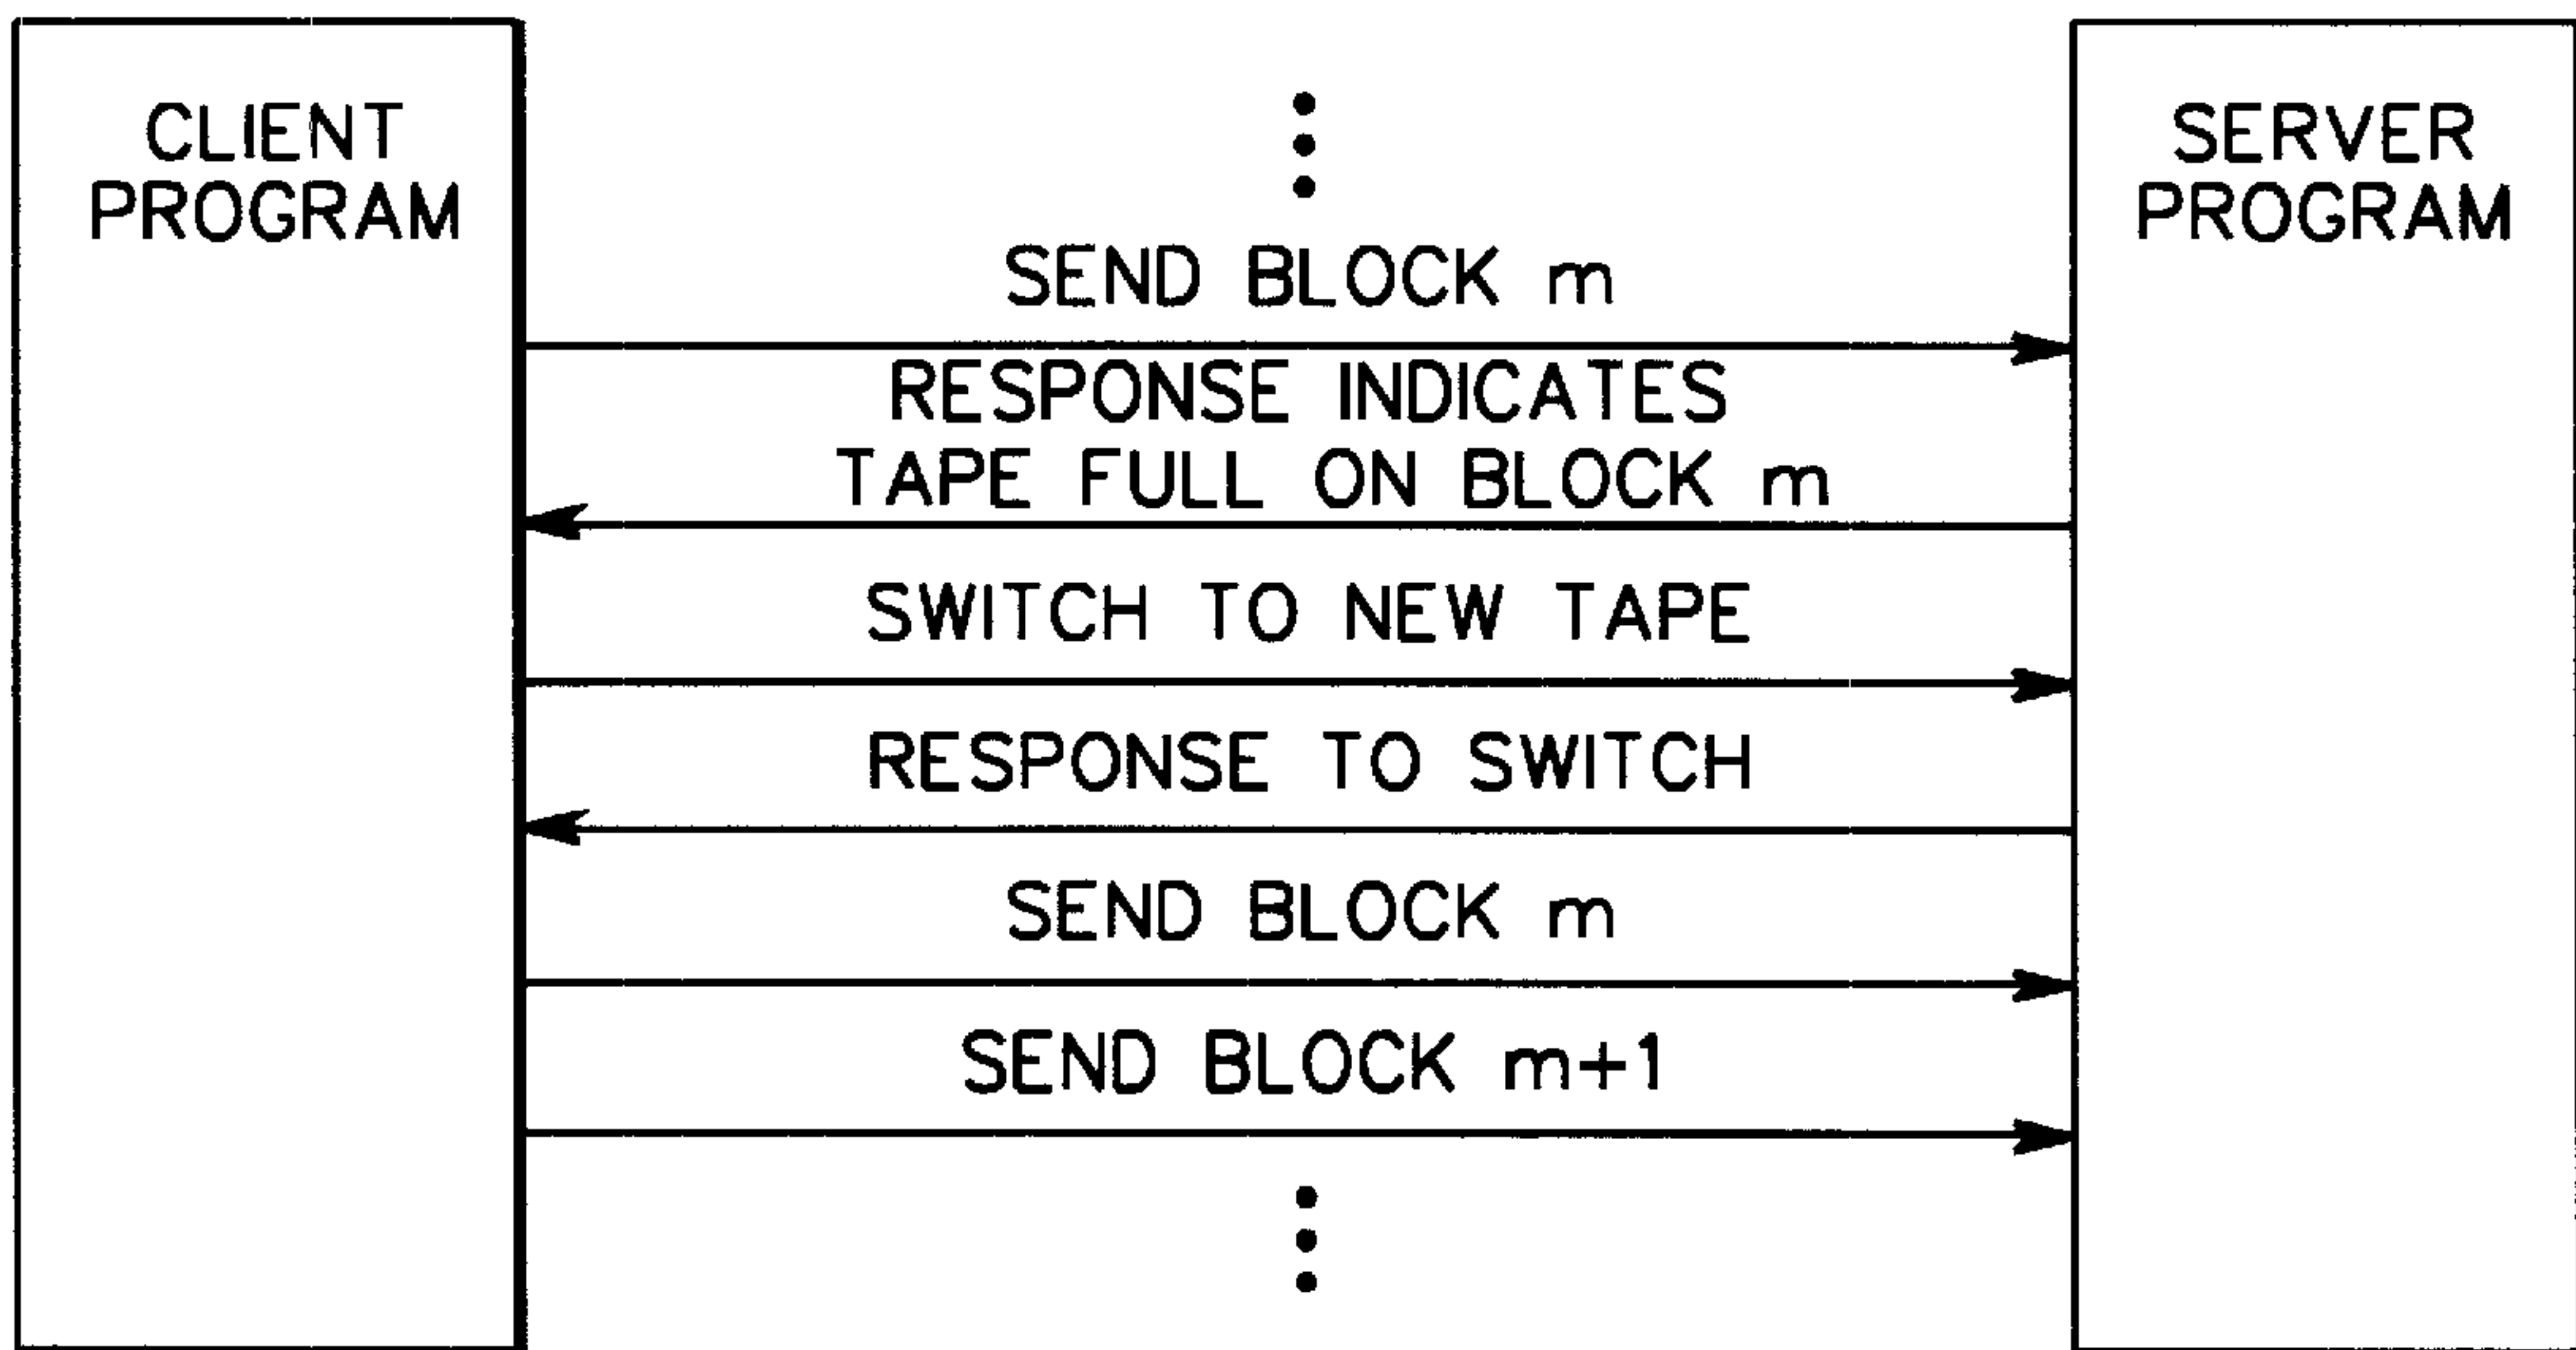 CLIENT
PROGRAM
SERVER
PROGRAM
SEND BLOCK m
RESPONSE INDICATES
TAPE FULL ON BLOCK m
SWITCH TO NEW TAPE
RESPONSE TO SWITCH
SEND BLOCK m
SEND BLOCK m+1